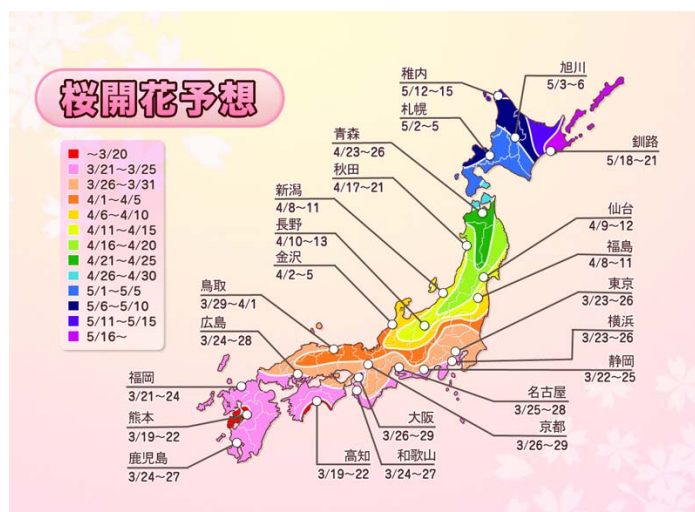 桜開花予想
～3/20
3/21～3/25
3/26～3/31
4/1～4/5
4/6～4/10
4/11～4/15
4/16～4/20
4/21～4/25
4/26～4/30
5/1～5/5
5/6～5/10
5/11～5/15
5/16～
稚内
5/12～15
旭川
5/3～6
札幌
5/2～5
釧路
5/18～21
青森
4/23～26
秋田
4/17～21
新潟
4/8～11
仙台
4/9～12
長野
4/10～13
福島
4/8～11
金沢
4/2～5
東京
3/23～26
鳥取
3/29～4/1
横浜
3/23～26
広島
3/24～28
静岡
3/22～25
福岡
3/21～24
名古屋
3/25～28
熊本
3/19～22
大阪
3/26～29
京都
3/26～29
鹿児島
3/24～27
高知
3/19～22
和歌山
3/24～27